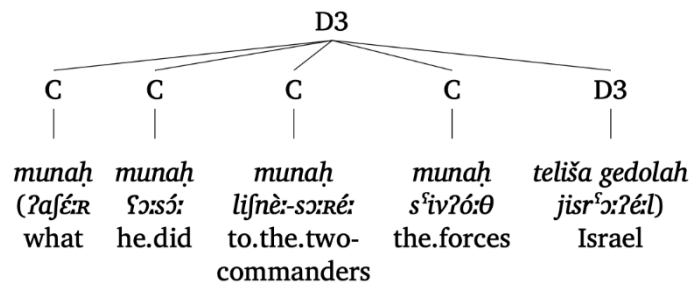 D3
C C C C D3
munaḥ munaḥ munaḥ munaḥ teliša gedolah
(ʔaʃɛ́ːʀ ʕɔːsɔ́ː liʃnèː-sɔːʀéː sˤivʔóːθ jisrˤɔːʔéːl)
what he.did to.the.two- the.forces Israel
commanders